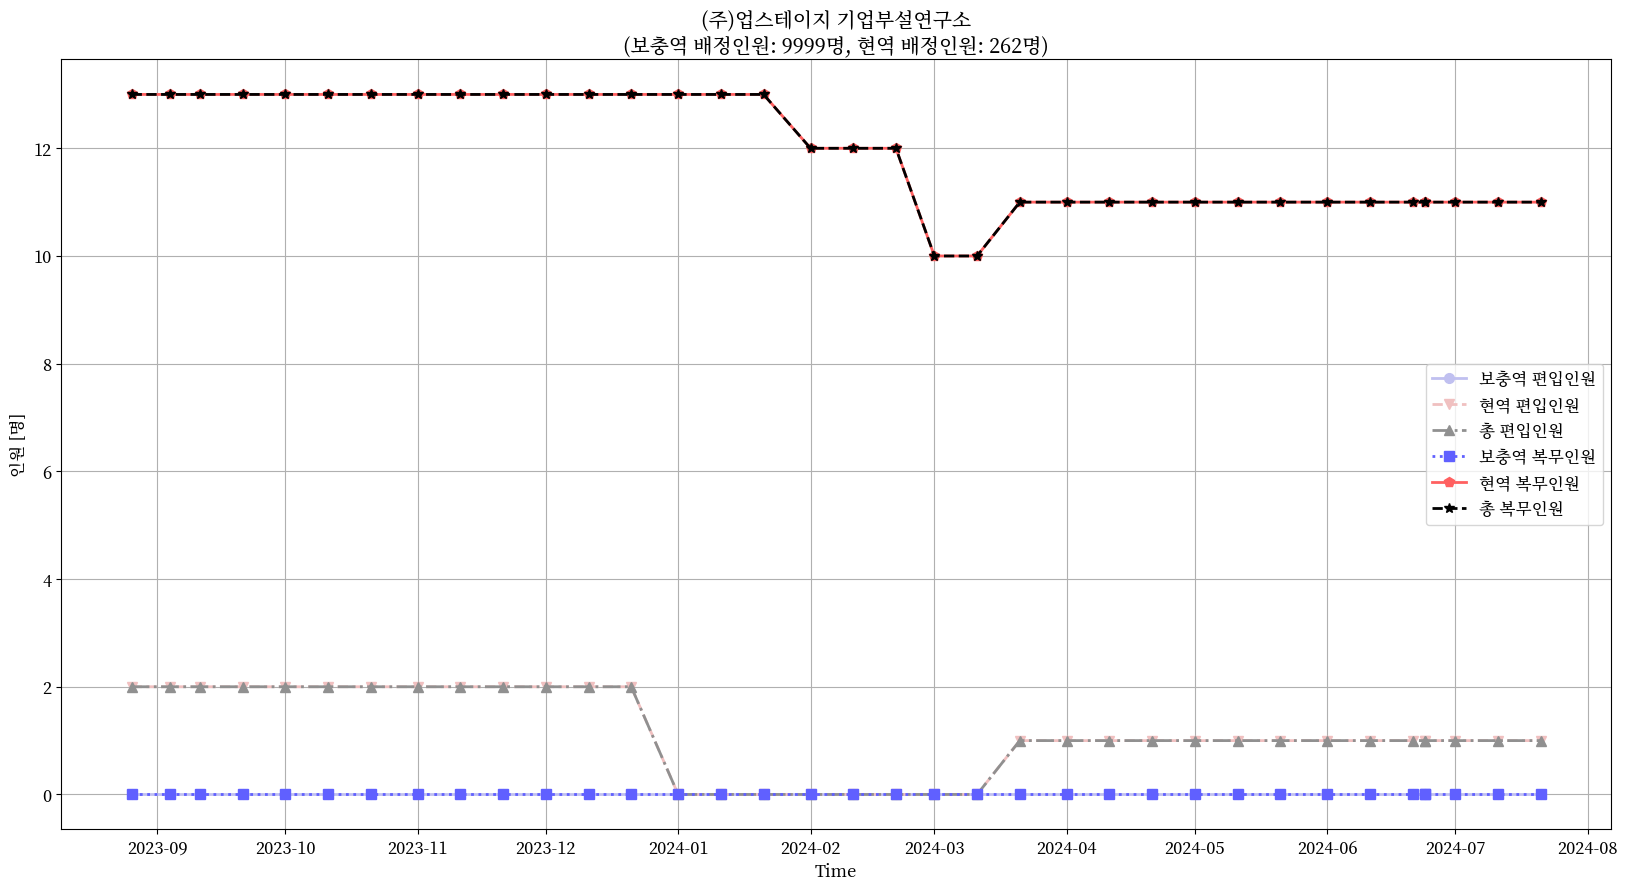 (주)업스테이지 기업부설연구소
(보충역 배정인원: 9999명, 현역 배정인원: 262명)
인원 [명]
12
10
8
6
4
2
0
보충역 편입인원
현역 편입인원
총 편입인원
보충역 복무인원
현역 복무인원
총 복무인원
2023-09 2023-10 2023-11 2023-12 2024-01 2024-02 2024-03 2024-04 2024-05 2024-06 2024-07 2024-08
Time